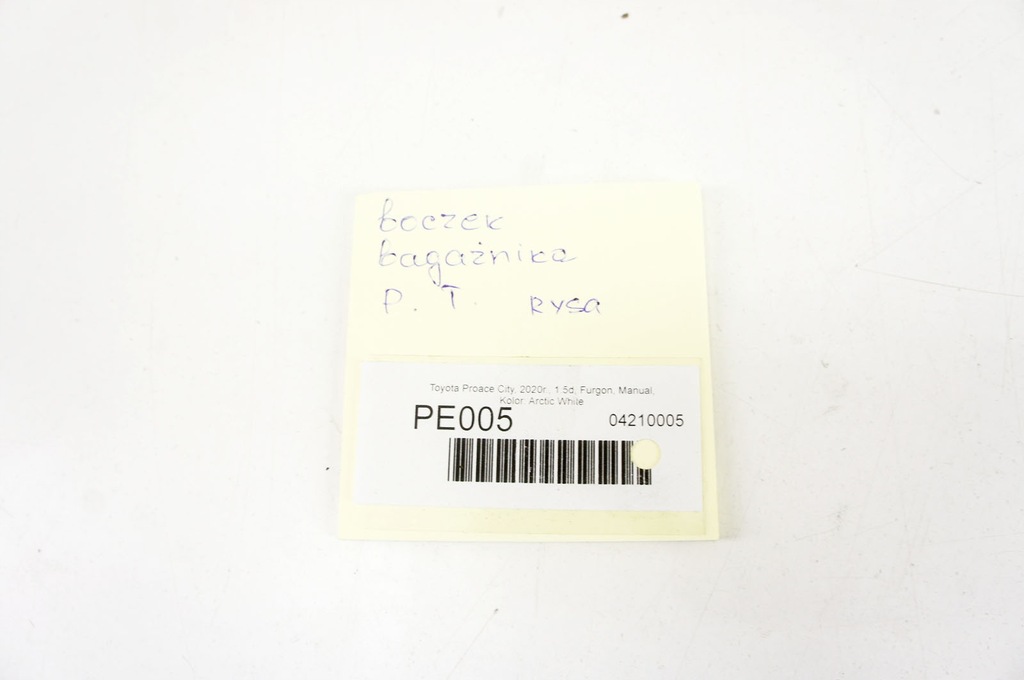 boczek
bagażnika
P. T. RYSA
Toyota Proace City, 2020r., 1.5d, Furgon, Manual,
Kolor: Arctic White
PE005 04210005